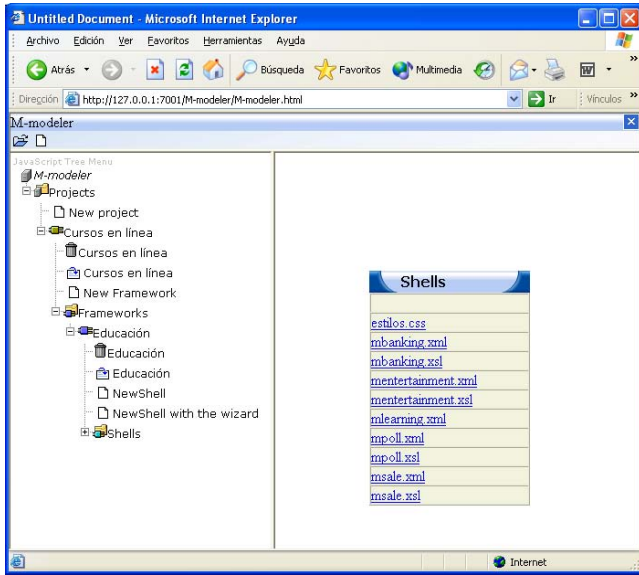 Untitled Document - Microsoft Internet Explorer
Archivo Edición Ver Favoritos Herramientas Ayuda
Atrás Búsqueda Favoritos Multimedia
Dirección http://127.0.0.1:7001/M-modeler/M-modeler.html Ir Vínculos
M-modeler
JavaScript Tree Menu
M-modeler
Projects
New project
Cursos en línea
Cursos en línea
Cursos en línea
New Framework
Frameworks
Educación
Educación
Educación
NewShell
NewShell with the wizard
Shells
Shells
estilos.css
mbanking.xml
mbanking.xsl
mentertainment.xml
mentertainment.xsl
mlearning.xml
mpoll.xml
mpoll.xsl
msale.xml
msale.xsl
Internet